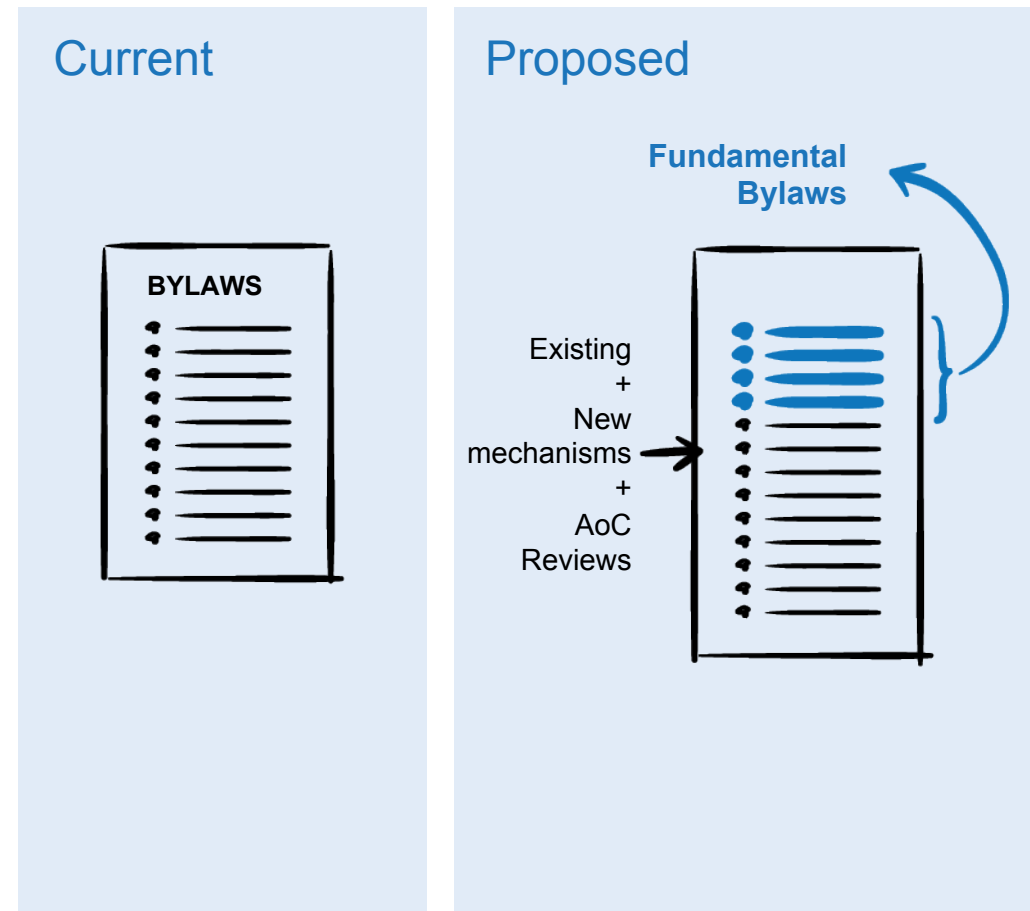 Current
BYLAWS
Proposed
Fundamental
Bylaws
Existing
+
New
mechanisms
+
AoC
Reviews